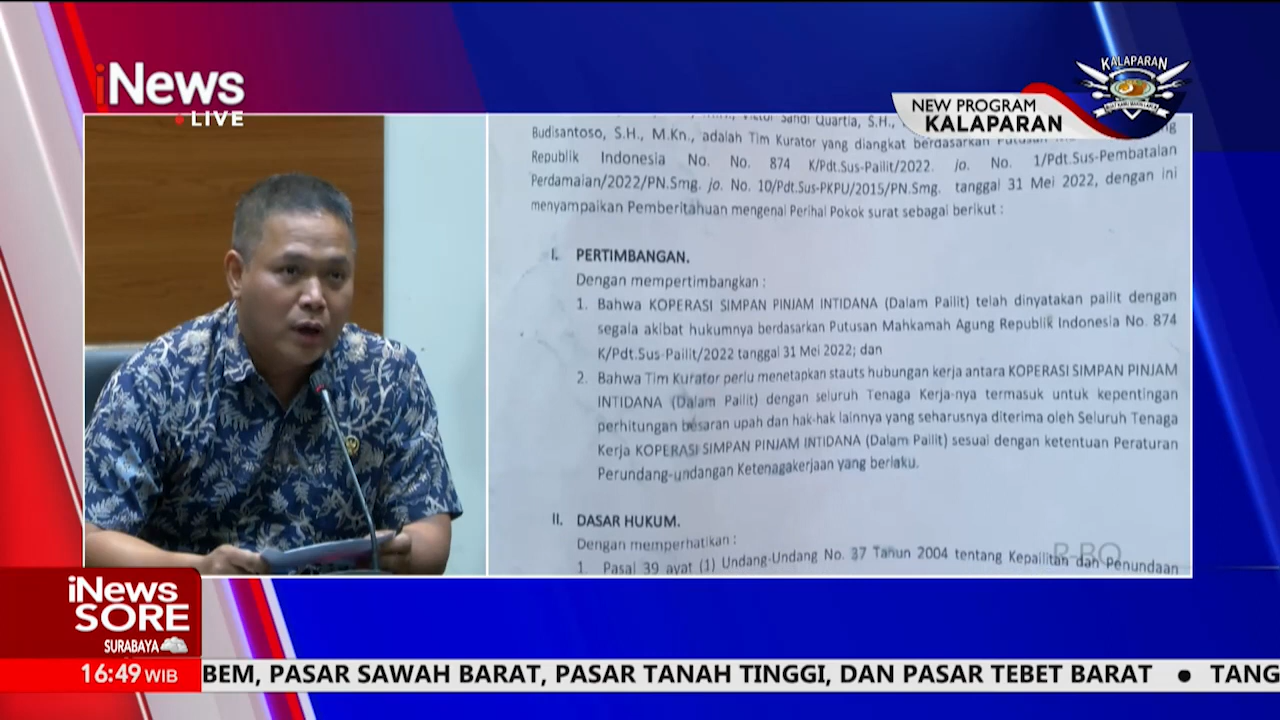 iNews
LIVE
NEW PROGRAM
KALAPARAN
KALAPARAN
Victor Sandi Quartia, S.H.,
Budisantoso, S.H., M.Kn., adalah Tim Kurator yang diangkat berdasarkan Putusan
Republik Indonesia No. No. 874 K/Pdt.Sus-Pailit/2022. jo. No. 1/Pdt.Sus-Pembatalan
Perdamaian/2022/PN.Smg. jo. No. 10/Pdt.Sus-PKPU/2015/PN.Smg. tanggal 31 Mei 2022, dengan ini
menyampaikan Pemberitahuan mengenai Perihal Pokok surat sebagai berikut :
I. PERTIMBANGAN.
Dengan mempertimbangkan :
1. Bahwa KOPERASI SIMPAN PINJAM INTIDANA (Dalam Pailit) telah dinyatakan pailit dengan
segala akibat hukumnya berdasarkan Putusan Mahkamah Agung Republik Indonesia No. 874
K/Pdt.Sus-Pailit/2022 tanggal 31 Mei 2022; dan
2. Bahwa Tim Kurator perlu menetapkan stauts hubungan kerja antara KOPERASI SIMPAN PINJAM
INTIDANA (Dalam Pailit) dengan seluruh Tenaga Kerja-nya termasuk untuk kepentingan
perhitungan besaran upah dan hak-hak lainnya yang seharusnya diterima oleh Seluruh Tenaga
Kerja KOPERASI SIMPAN PINJAM INTIDANA (Dalam Pailit) sesuai dengan ketentuan Peraturan
Perundang-undangan Ketenagakerjaan yang berlaku.
II. DASAR HUKUM.
Dengan memperhatikan :
1. Pasal 39 ayat (1) Undang-Undang No. 37 Tahun 2004 tentang Kepailitan dan Penundaan
R-BO
iNews
SORE
SURABAYA
16:49 WIB
BEM, PASAR SAWAH BARAT, PASAR TANAH TINGGI, DAN PASAR TEBET BARAT ● TANG